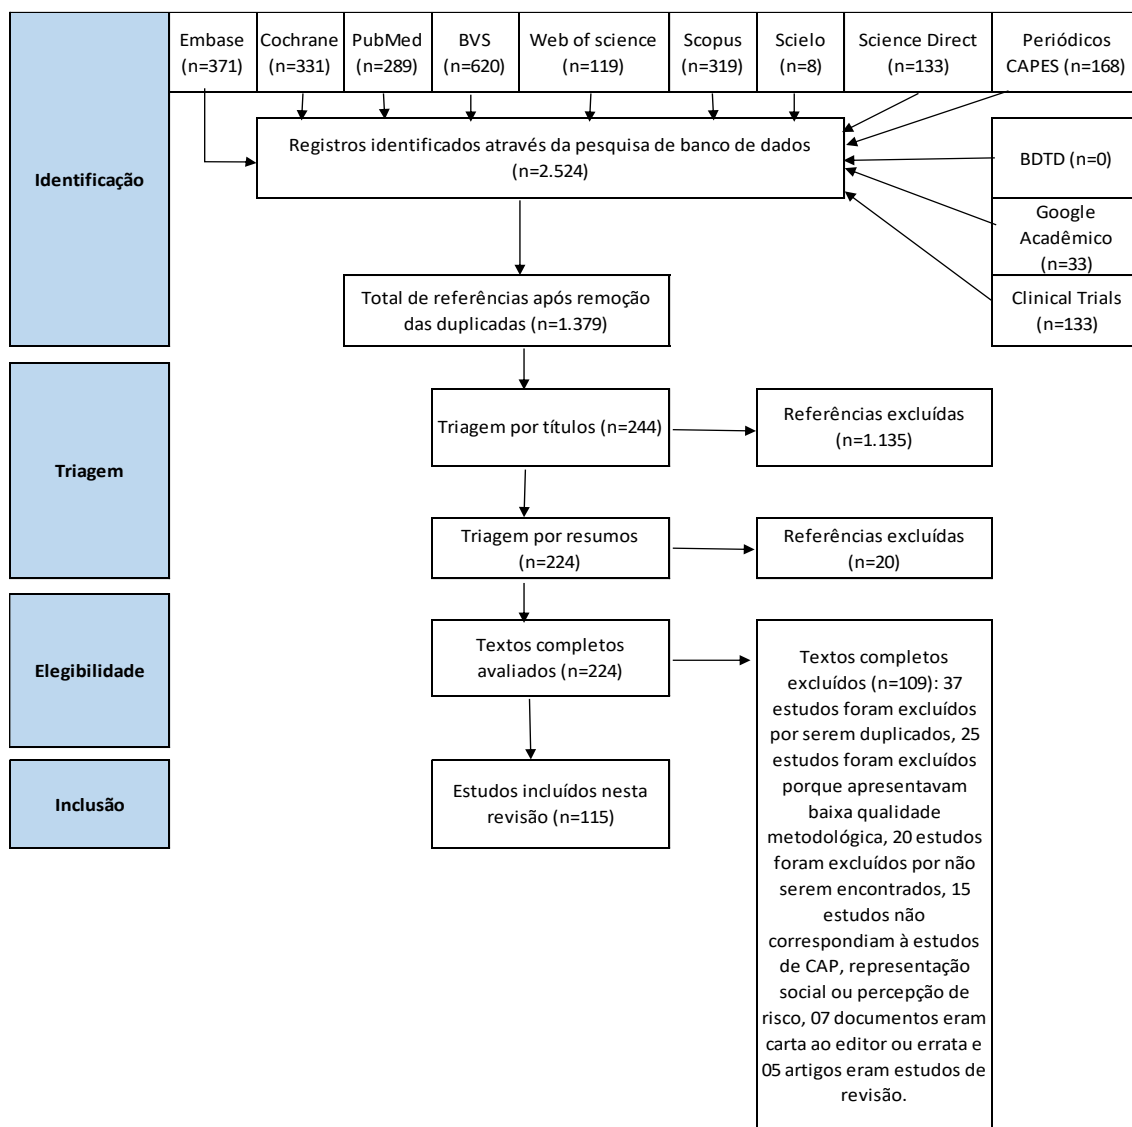 Embase
(n=371)
Cochrane
(n=331)
PubMed
(n=289)
BVS
(n=620)
Web of science
(n=119)
Scopus
(n=319)
Scielo
(n=8)
Science Direct
(n=133)
Periódicos
CAPES (n=168)
Identificação
Registros identificados através da pesquisa de banco de dados
(n=2.524)
BDTD (n=0)
Google
Acadêmico
(n=33)
Clinical Trials
(n=133)
Total de referências após remoção
das duplicadas (n=1.379)
Triagem
Triagem por títulos (n=244)
Referências excluídas
(n=1.135)
Triagem por resumos
(n=224)
Referências excluídas
(n=20)
Elegibilidade
Textos completos
avaliados (n=224)
Textos completos
excluídos (n=109): 37
estudos foram excluídos
por serem duplicados, 25
estudos foram excluídos
porque apresentavam
baixa qualidade
metodológica, 20 estudos
foram excluídos por não
serem encontrados, 15
estudos não
correspondiam à estudos
de CAP, representação
social ou percepção de
risco, 07 documentos eram
carta ao editor ou errata e
05 artigos eram estudos de
revisão.
Inclusão
Estudos incluídos nesta
revisão (n=115)